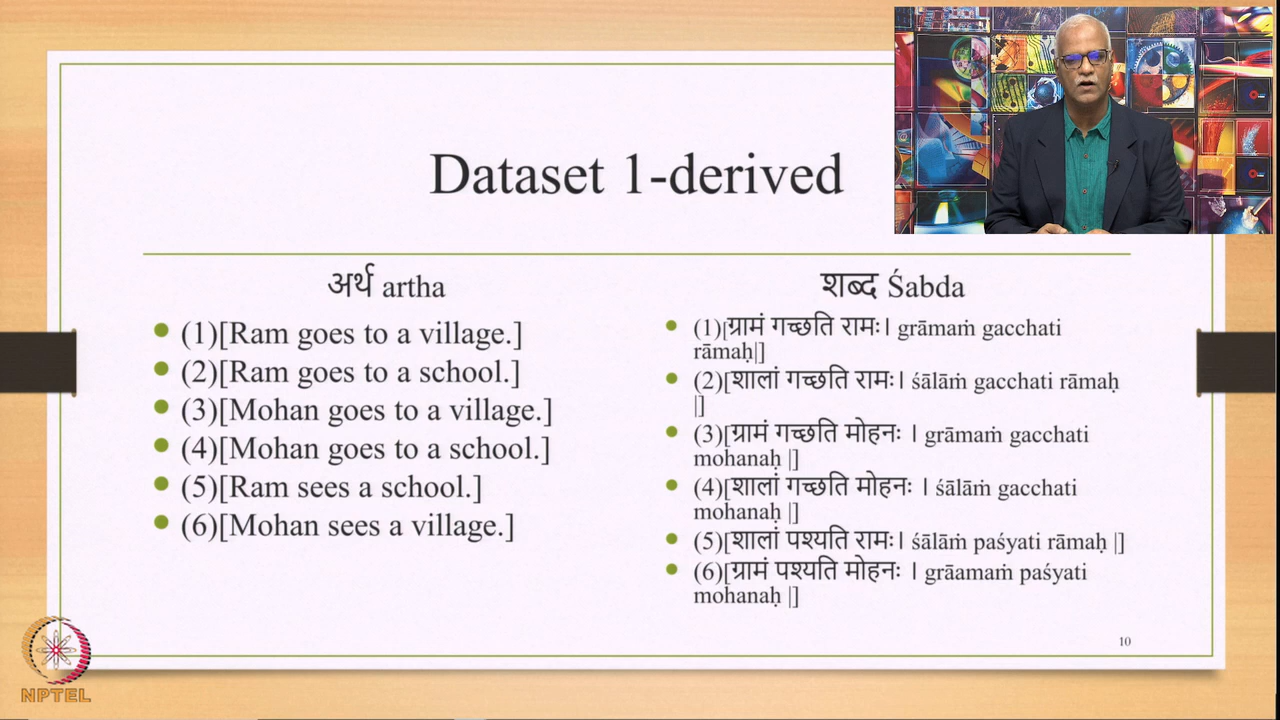 Dataset 1-derived
अर्थ artha
(1)[Ram goes to a village.]
(2)[Ram goes to a school.]
(3)[Mohan goes to a village.]
(4)[Mohan goes to a school.]
(5)[Ram sees a school.]
(6)[Mohan sees a village.]
शब्द Śabda
(1)[ग्रामं गच्छति रामः। grāmaṁ gacchati
rāmaḥ|]
(2)[शालां गच्छति रामः। śālāṁ gacchati rāmaḥ
|]
(3)[ग्रामं गच्छति मोहनः । grāmaṁ gacchati
mohanaḥ |]
(4)[शालां गच्छति मोहनः । śālāṁ gacchati
mohanaḥ |]
(5)[शालां पश्यति रामः। śālāṁ paśyati rāmaḥ |]
(6)[ग्रामं पश्यति मोहनः । grāamaṁ paśyati
mohanaḥ |]
10
NPTEL